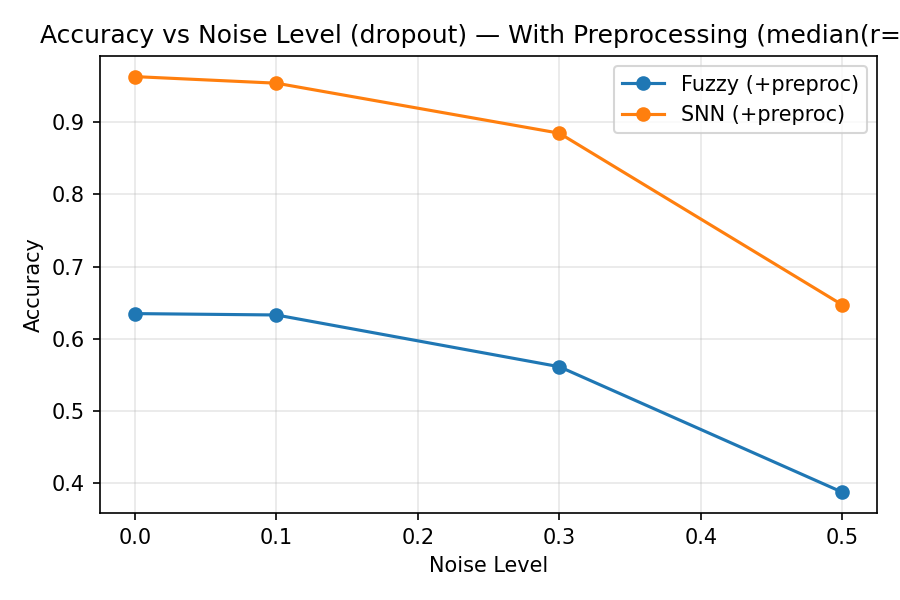 Accuracy vs Noise Level (dropout) — With Preprocessing (median(r=
Fuzzy (+preproc)
SNN (+preproc)
Accuracy
0.9
0.8
0.7
0.6
0.5
0.4
0.0 0.1 0.2 0.3 0.4 0.5
Noise Level